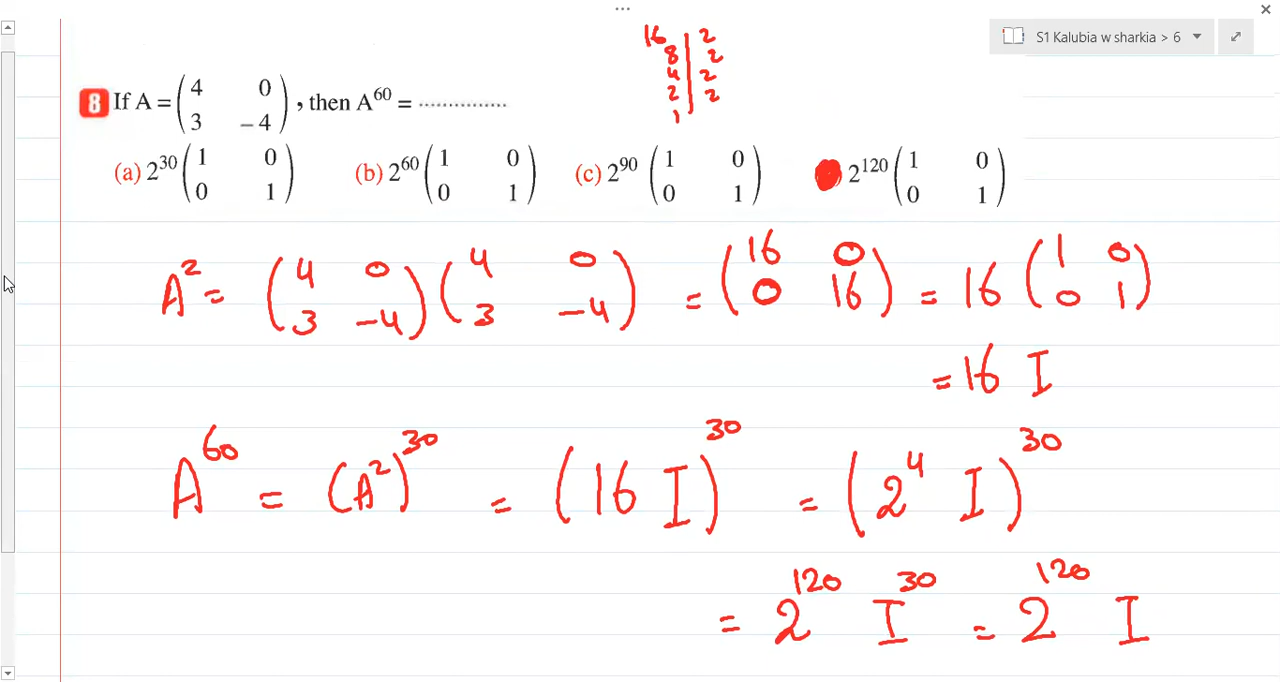 ...
S1 Kalubia w sharkia > 6
16 | 2
8 | 2
4 | 2
2 | 2
1
8 If A = ( 4 0 3 − 4 ) , then A^60 = ...............
(a) 2^30 ( 1 0 0 1 ) (b) 2^60 ( 1 0 0 1 ) (c) 2^90 ( 1 0 0 1 ) 2^120 ( 1 0 0 1 )
A^2 = ( 4 0 3 -4 ) ( 4 0 3 -4 ) = ( 16 0 0 16 ) = 16 ( 1 0 0 1 )
= 16 I
A^60 = (A^2)^30 = (16 I)^30 = (2^4 I)^30
= 2^120 I^30 = 2^120 I